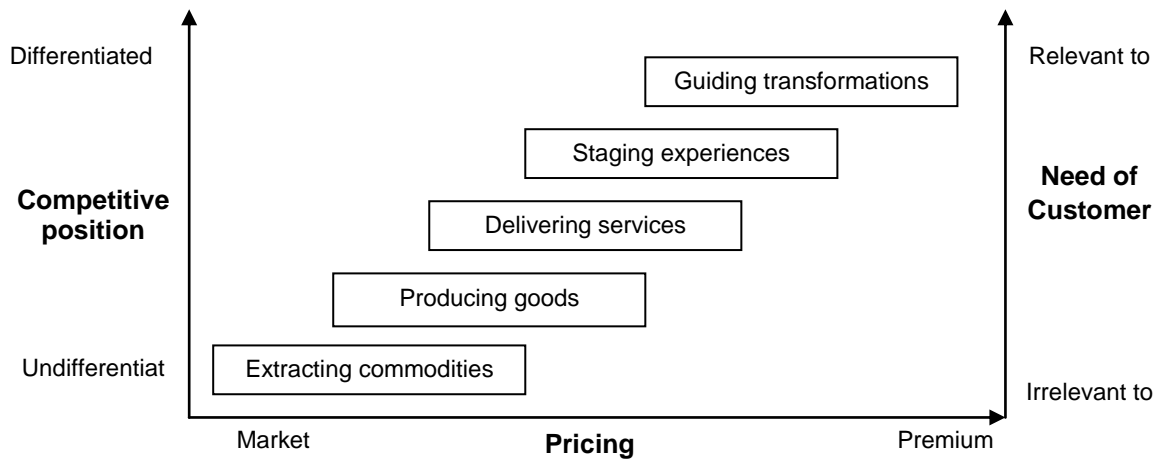 Differentiated
Relevant to
Guiding transformations
Staging experiences
Competitive
position
Need of
Customer
Delivering services
Producing goods
Undifferentiat
Extracting commodities
Irrelevant to
Market
Pricing
Premium